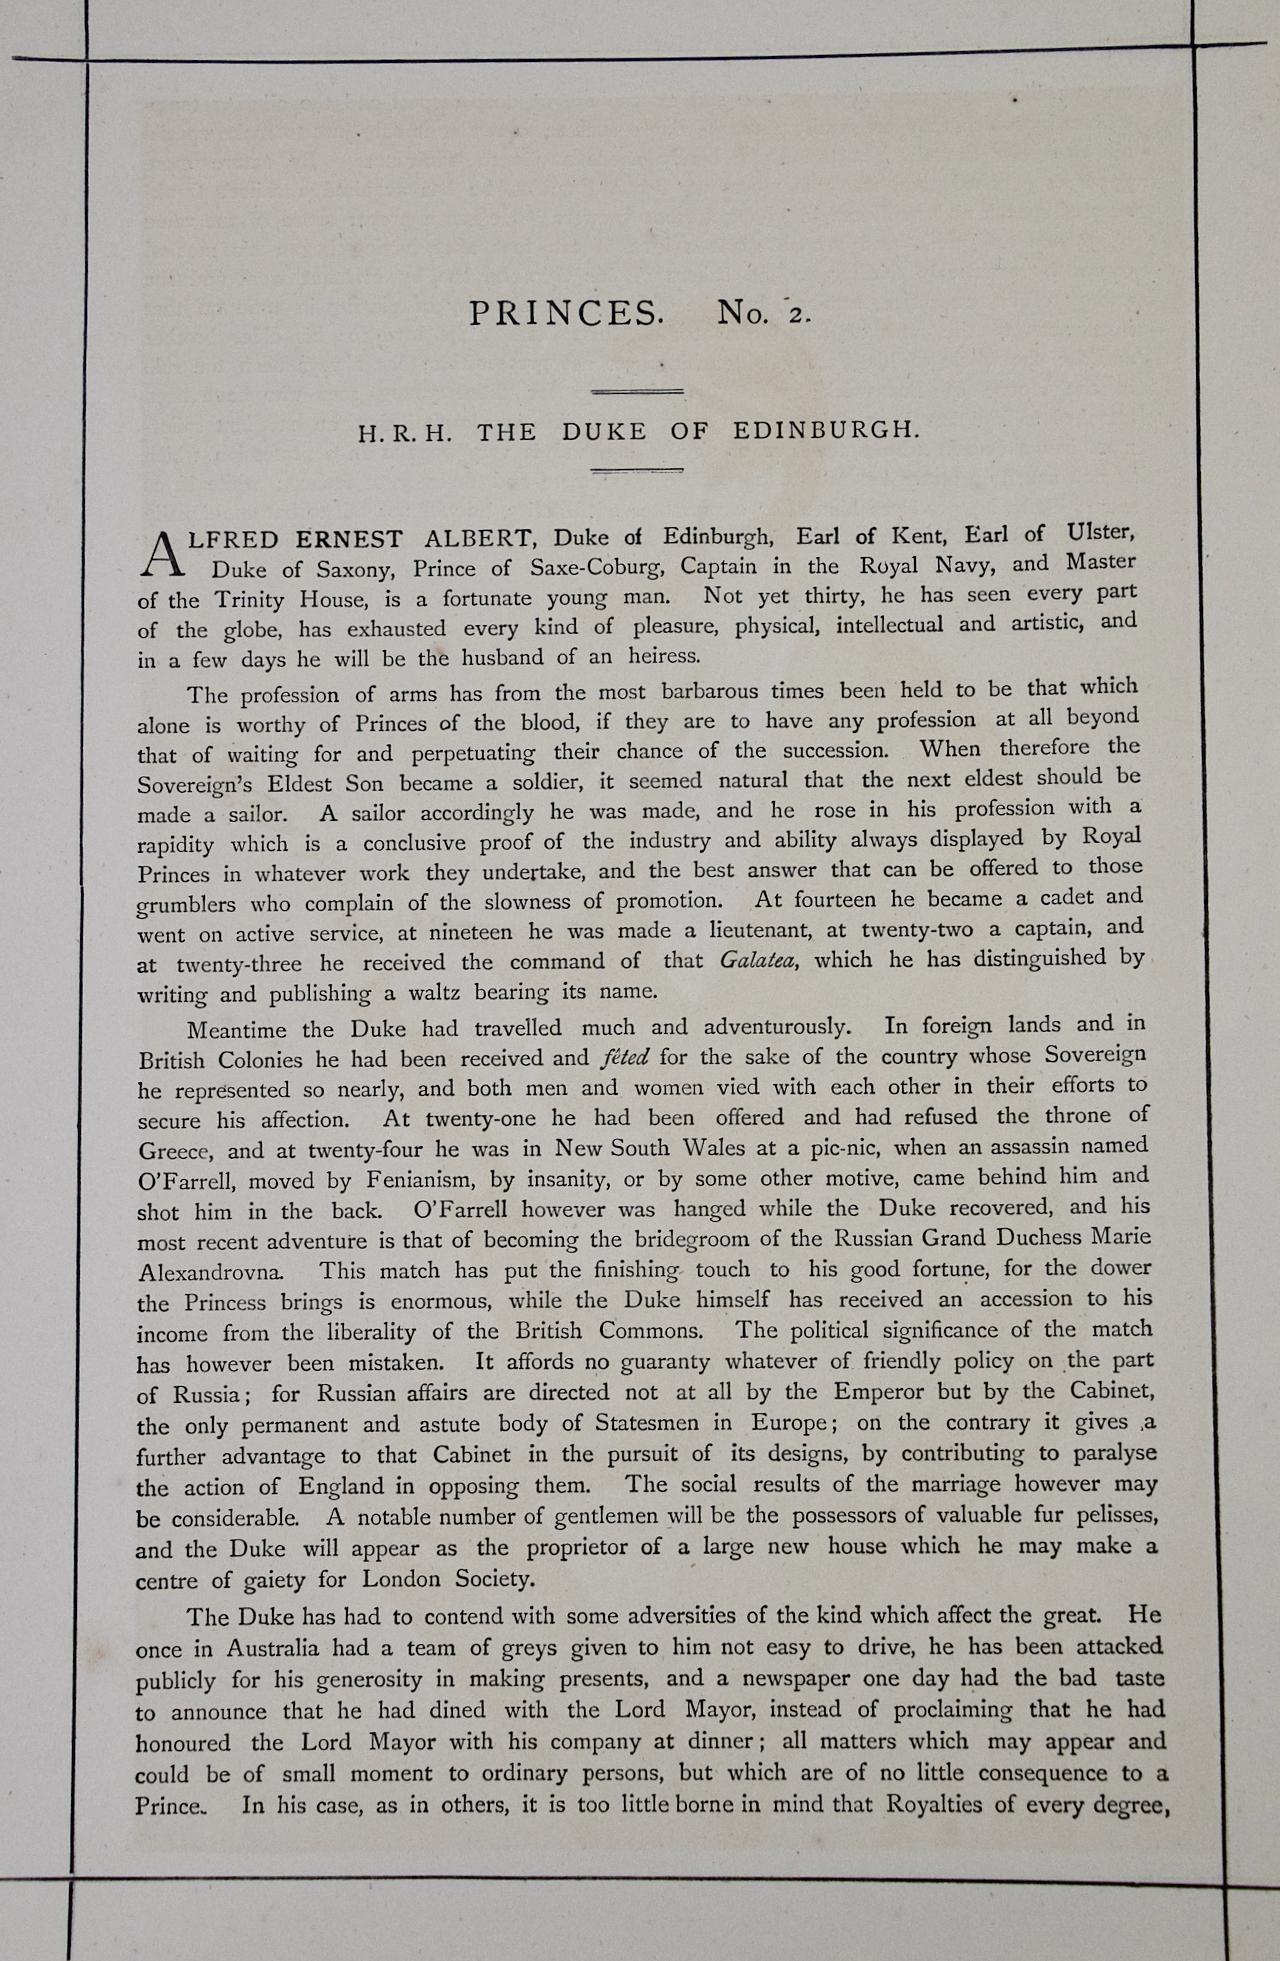 PRINCES. No. 2.
H. R. H. THE DUKE OF EDINBURGH.
ALFRED ERNEST ALBERT, Duke of Edinburgh, Earl of Kent, Earl of Ulster,
Duke of Saxony, Prince of Saxe-Coburg, Captain in the Royal Navy, and Master
of the Trinity House, is a fortunate young man. Not yet thirty, he has seen every part
of the globe, has exhausted every kind of pleasure, physical, intellectual and artistic, and
in a few days he will be the husband of an heiress.
The profession of arms has from the most barbarous times been held to be that which
alone is worthy of Princes of the blood, if they are to have any profession at all beyond
that of waiting for and perpetuating their chance of the succession. When therefore the
Sovereign's Eldest Son became a soldier, it seemed natural that the next eldest should be
made a sailor. A sailor accordingly he was made, and he rose in his profession with a
rapidity which is a conclusive proof of the industry and ability always displayed by Royal
Princes in whatever work they undertake, and the best answer that can be offered to those
grumblers who complain of the slowness of promotion. At fourteen he became a cadet and
went on active service, at nineteen he was made a lieutenant, at twenty-two a captain, and
at twenty-three he received the command of that Galatea, which he has distinguished by
writing and publishing a waltz bearing its name.
Meantime the Duke had travelled much and adventurously. In foreign lands and in
British Colonies he had been received and fêted for the sake of the country whose Sovereign
he represented so nearly, and both men and women vied with each other in their efforts to
secure his affection. At twenty-one he had been offered and had refused the throne of
Greece, and at twenty-four he was in New South Wales at a pic-nic, when an assassin named
O'Farrell, moved by Fenianism, by insanity, or by some other motive, came behind him and
shot him in the back. O'Farrell however was hanged while the Duke recovered, and his
most recent adventure is that of becoming the bridegroom of the Russian Grand Duchess Marie
Alexandrovna. This match has put the finishing touch to his good fortune, for the dower
the Princess brings is enormous, while the Duke himself has received an accession to his
income from the liberality of the British Commons. The political significance of the match
has however been mistaken. It affords no guaranty whatever of friendly policy on the part
of Russia; for Russian affairs are directed not at all by the Emperor but by the Cabinet,
the only permanent and astute body of Statesmen in Europe; on the contrary it gives a
further advantage to that Cabinet in the pursuit of its designs, by contributing to paralyse
the action of England in opposing them. The social results of the marriage however may
be considerable. A notable number of gentlemen will be the possessors of valuable fur pelisses,
and the Duke will appear as the proprietor of a large new house which he may make a
centre of gaiety for London Society.
The Duke has had to contend with some adversities of the kind which affect the great. He
once in Australia had a team of greys given to him not easy to drive, he has been attacked
publicly for his generosity in making presents, and a newspaper one day had the bad taste
to announce that he had dined with the Lord Mayor, instead of proclaiming that he had
honoured the Lord Mayor with his company at dinner; all matters which may appear and
could be of small moment to ordinary persons, but which are of no little consequence to a
Prince. In his case, as in others, it is too little borne in mind that Royalties of every degree,